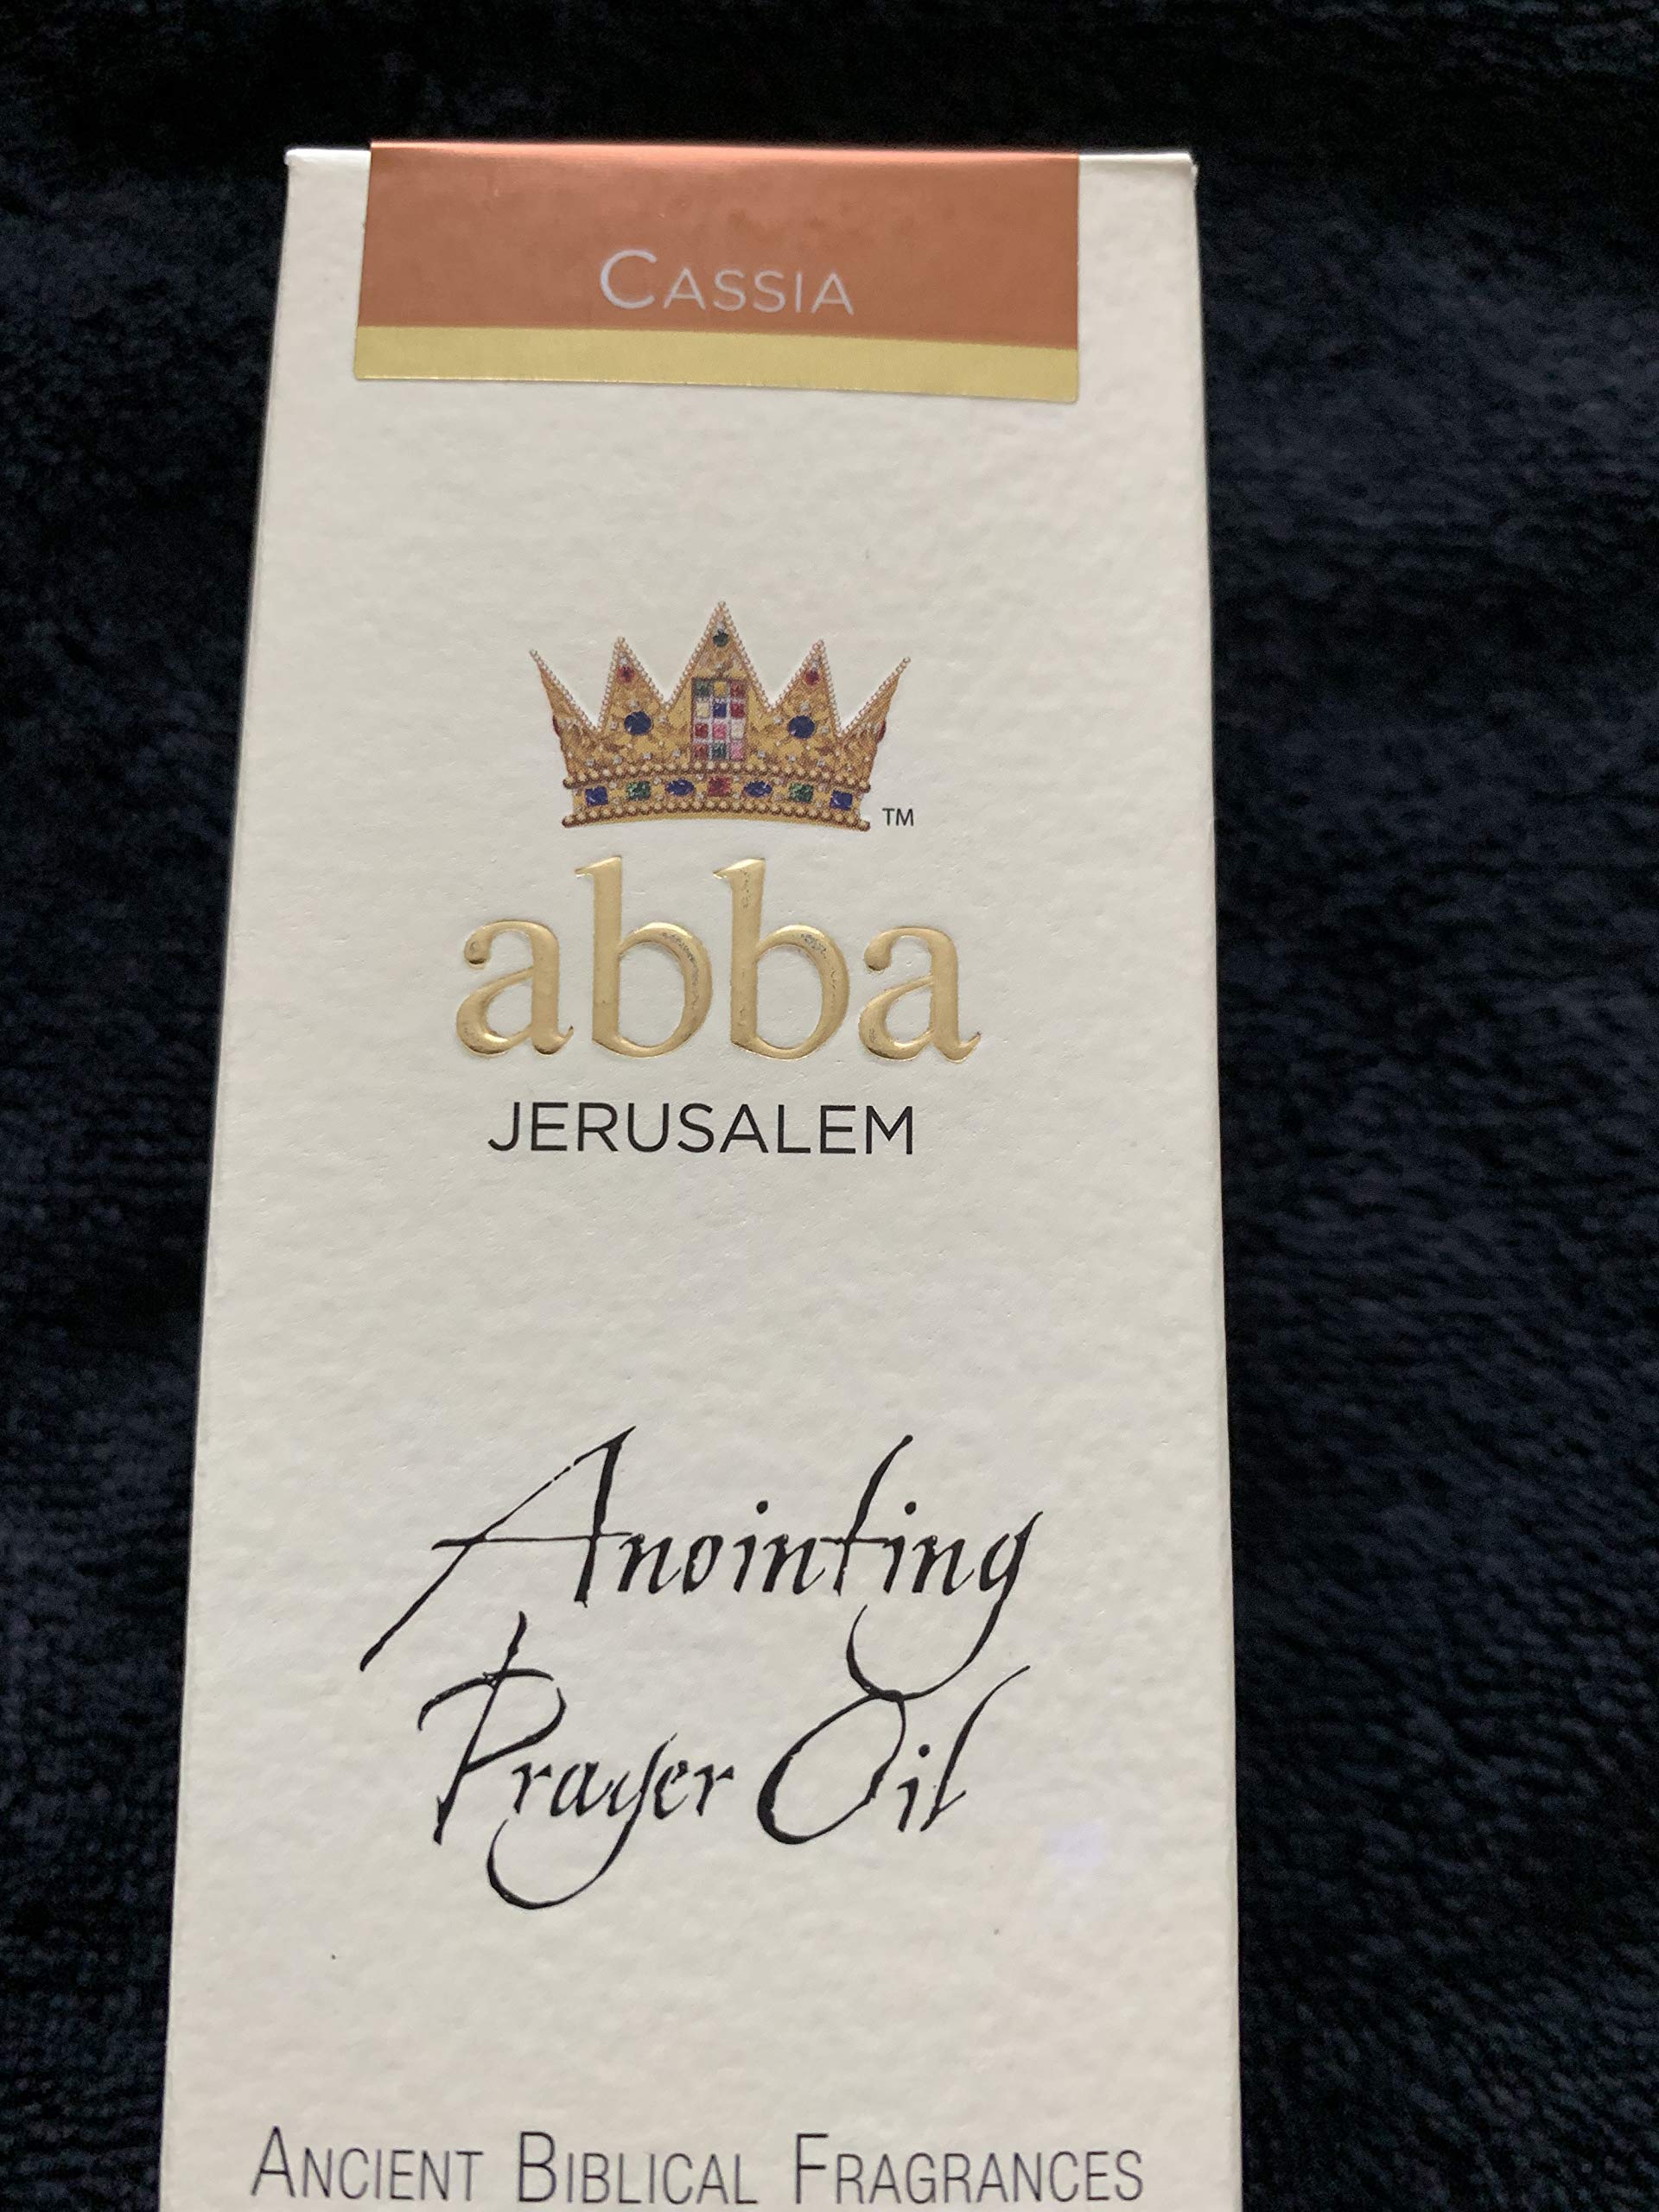 CASSIA
TM
abba
JERUSALEM
Anointing
Prayer Oil
ANCIENT BIBLICAL FRAGRANCES